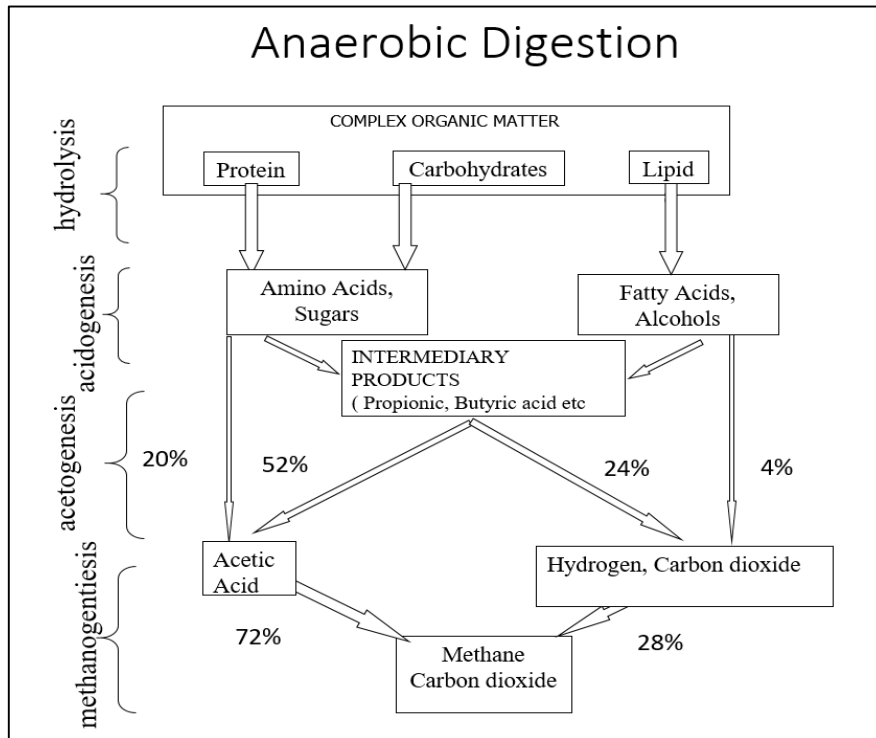 Anaerobic Digestion
COMPLEX ORGANIC MATTER
hydrolysis
Protein
Carbohydrates
Lipid
acidogenesis
Amino Acids,
Sugars
Fatty Acids,
Alcohols
INTERMEDIARY
PRODUCTS
( Propionic, Butyric acid etc
acetogenesis
20%
52%
24%
4%
methanogentiesis
Acetic
Acid
Hydrogen, Carbon dioxide
72%
28%
Methane
Carbon dioxide